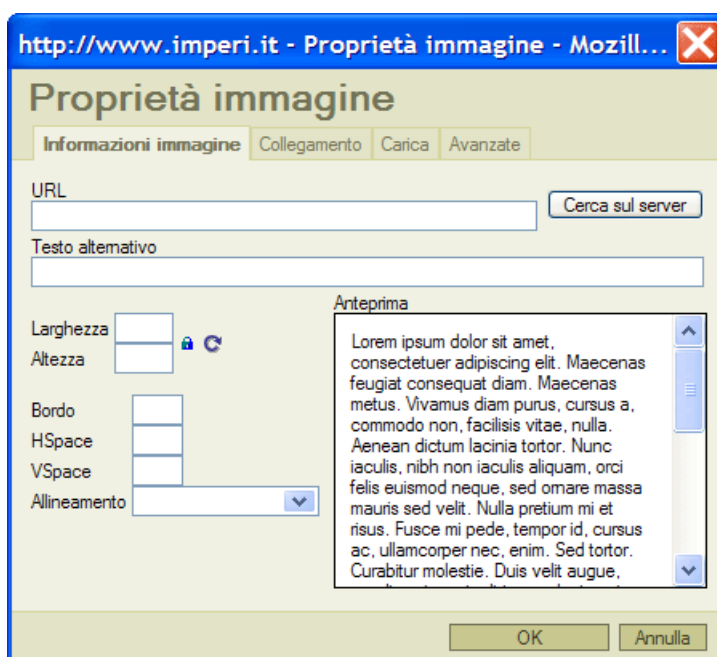 http://www.imperi.it - Proprietà immagine - Mozill...
Proprietà immagine
Informazioni immagine Collegamento Carica Avanzate
URL
Cerca sul server
Testo alternativo
Anteprima
Larghezza
Altezza
Bordo
HSpace
VSpace
Allineamento
Lorem ipsum dolor sit amet,
consectetuer adipiscing elit. Maecenas
feugiat consequat diam. Maecenas
metus. Vivamus diam purus, cursus a,
commodo non, facilisis vitae, nulla.
Aenean dictum lacinia tortor. Nunc
iaculis, nibh non iaculis aliquam, orci
felis euismod neque, sed ornare massa
mauris sed velit. Nulla pretium mi et
risus. Fusce mi pede, tempor id, cursus
ac, ullamcorper nec, enim. Sed tortor.
Curabitur molestie. Duis velit augue,
OK Annulla